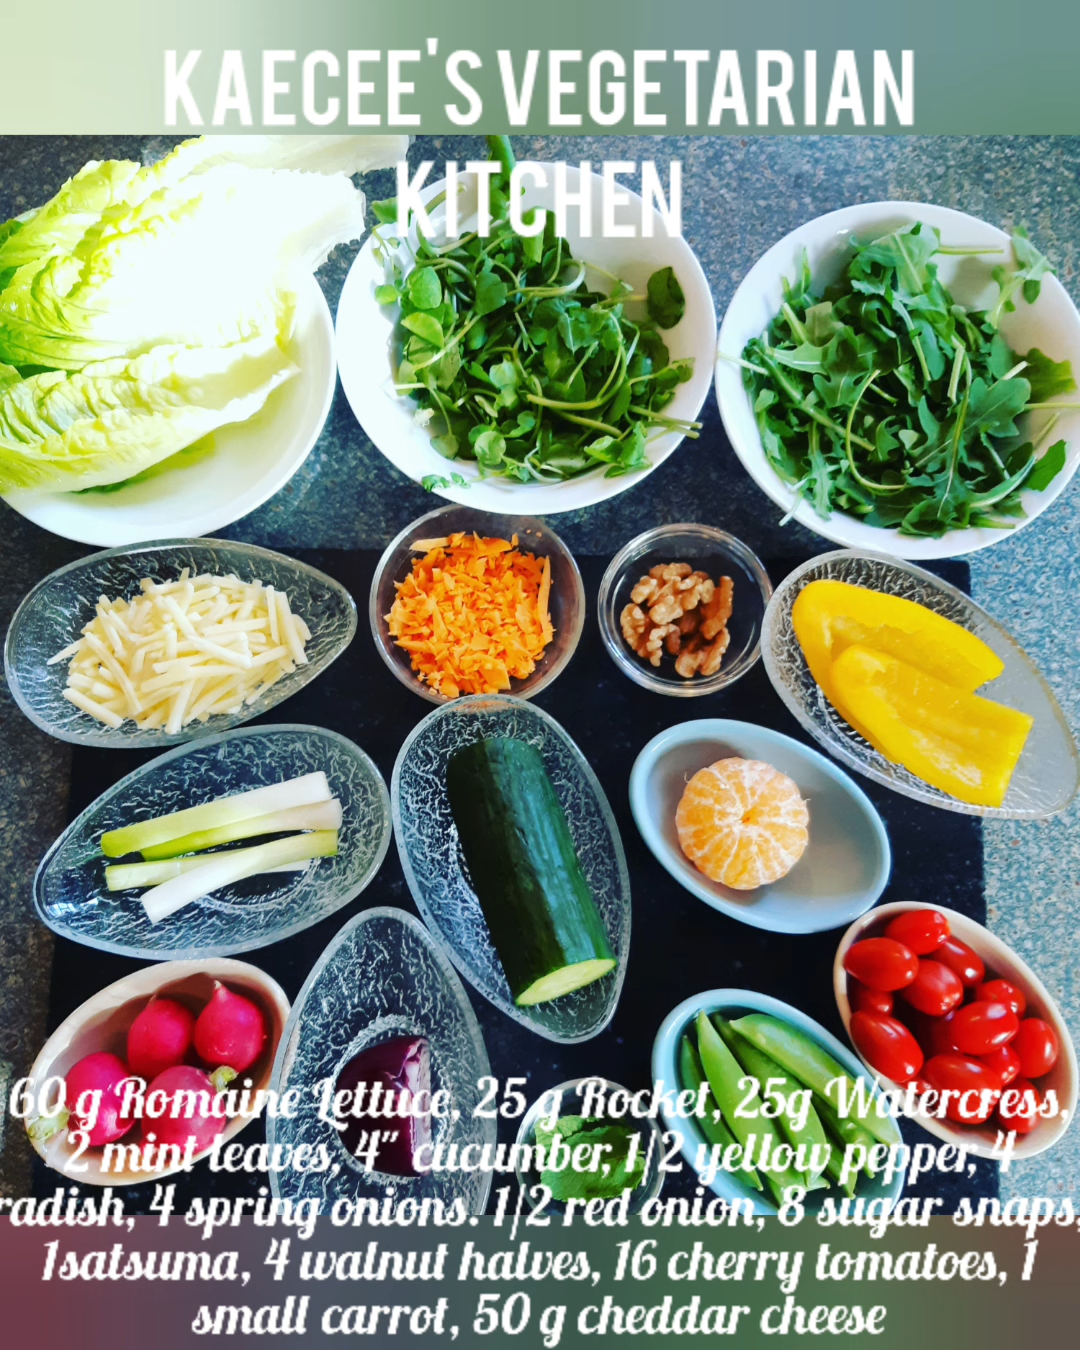 KAECEE'S VEGETARIAN
KITCHEN
60 g Romaine Lettuce, 25 g Rocket, 25g Watercress,
2 mint leaves, 4" cucumber, 1/2 yellow pepper, 4
radish, 4 spring onions. 1/2 red onion, 8 sugar snaps,
1satsuma, 4 walnut halves, 16 cherry tomatoes, 1
small carrot, 50 g cheddar cheese